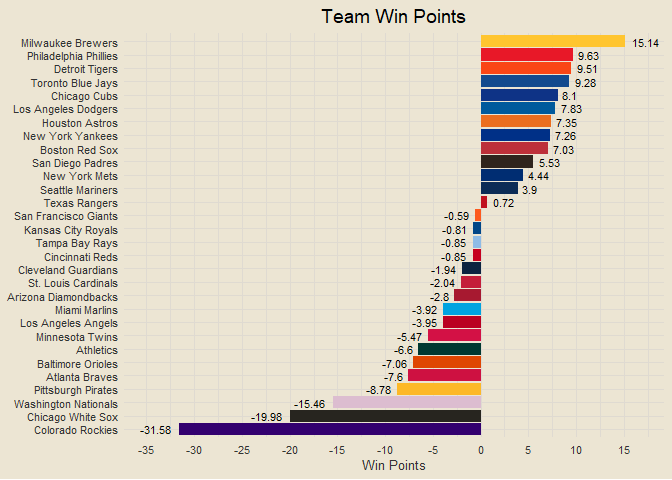 Team Win Points
Milwaukee Brewers 15.14
Philadelphia Phillies 9.63
Detroit Tigers 9.51
Toronto Blue Jays 9.28
Chicago Cubs 8.1
Los Angeles Dodgers 7.83
Houston Astros 7.35
New York Yankees 7.26
Boston Red Sox 7.03
San Diego Padres 5.53
New York Mets 4.44
Seattle Mariners 3.9
Texas Rangers 0.72
San Francisco Giants -0.59
Kansas City Royals -0.81
Tampa Bay Rays -0.85
Cincinnati Reds -0.85
Cleveland Guardians -1.94
St. Louis Cardinals -2.04
Arizona Diamondbacks -2.8
Miami Marlins -3.92
Los Angeles Angels -3.95
Minnesota Twins -5.47
Athletics -6.6
Baltimore Orioles -7.06
Atlanta Braves -7.6
Pittsburgh Pirates -8.78
Washington Nationals -15.46
Chicago White Sox -19.98
Colorado Rockies -31.58
-35 -30 -25 -20 -15 -10 -5 0 5 10 15
Win Points